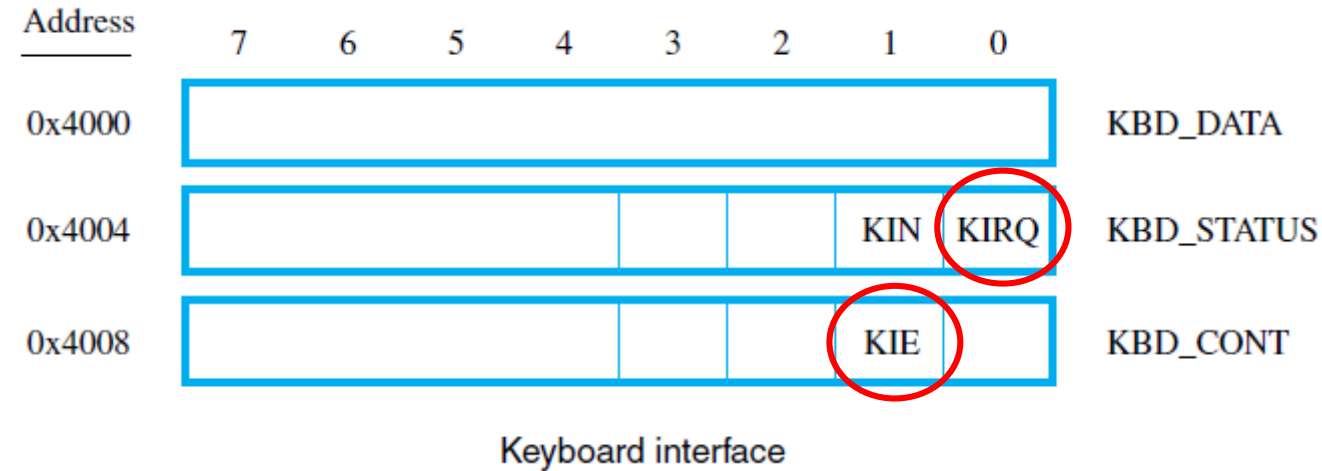 Address 7 6 5 4 3 2 1 0
0x4000 KBD_DATA
0x4004 KIN KIRQ KBD_STATUS
0x4008 KIE KBD_CONT
Keyboard interface